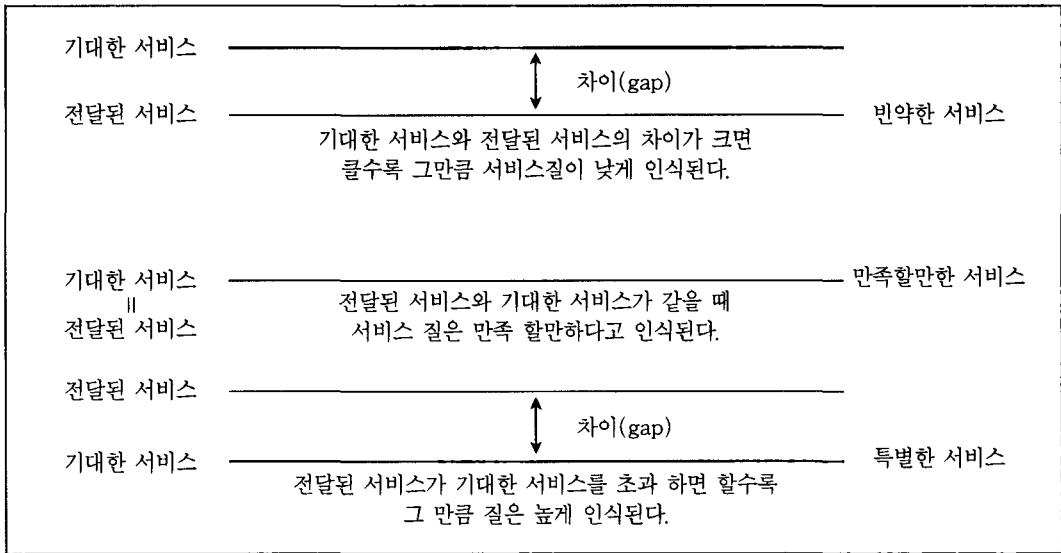 기대한 서비스
차이(gap)
전달된 서비스 빈약한 서비스
기대한 서비스와 전달된 서비스의 차이가 크면
클수록 그만큼 서비스질이 낮게 인식된다.
기대한 서비스 만족할만한 서비스
=
전달된 서비스와 기대한 서비스가 같을 때
전달된 서비스 서비스 질은 만족 할만하다고 인식된다.
전달된 서비스
차이(gap)
기대한 서비스 특별한 서비스
전달된 서비스가 기대한 서비스를 초과 하면 할수록
그 만큼 질은 높게 인식된다.